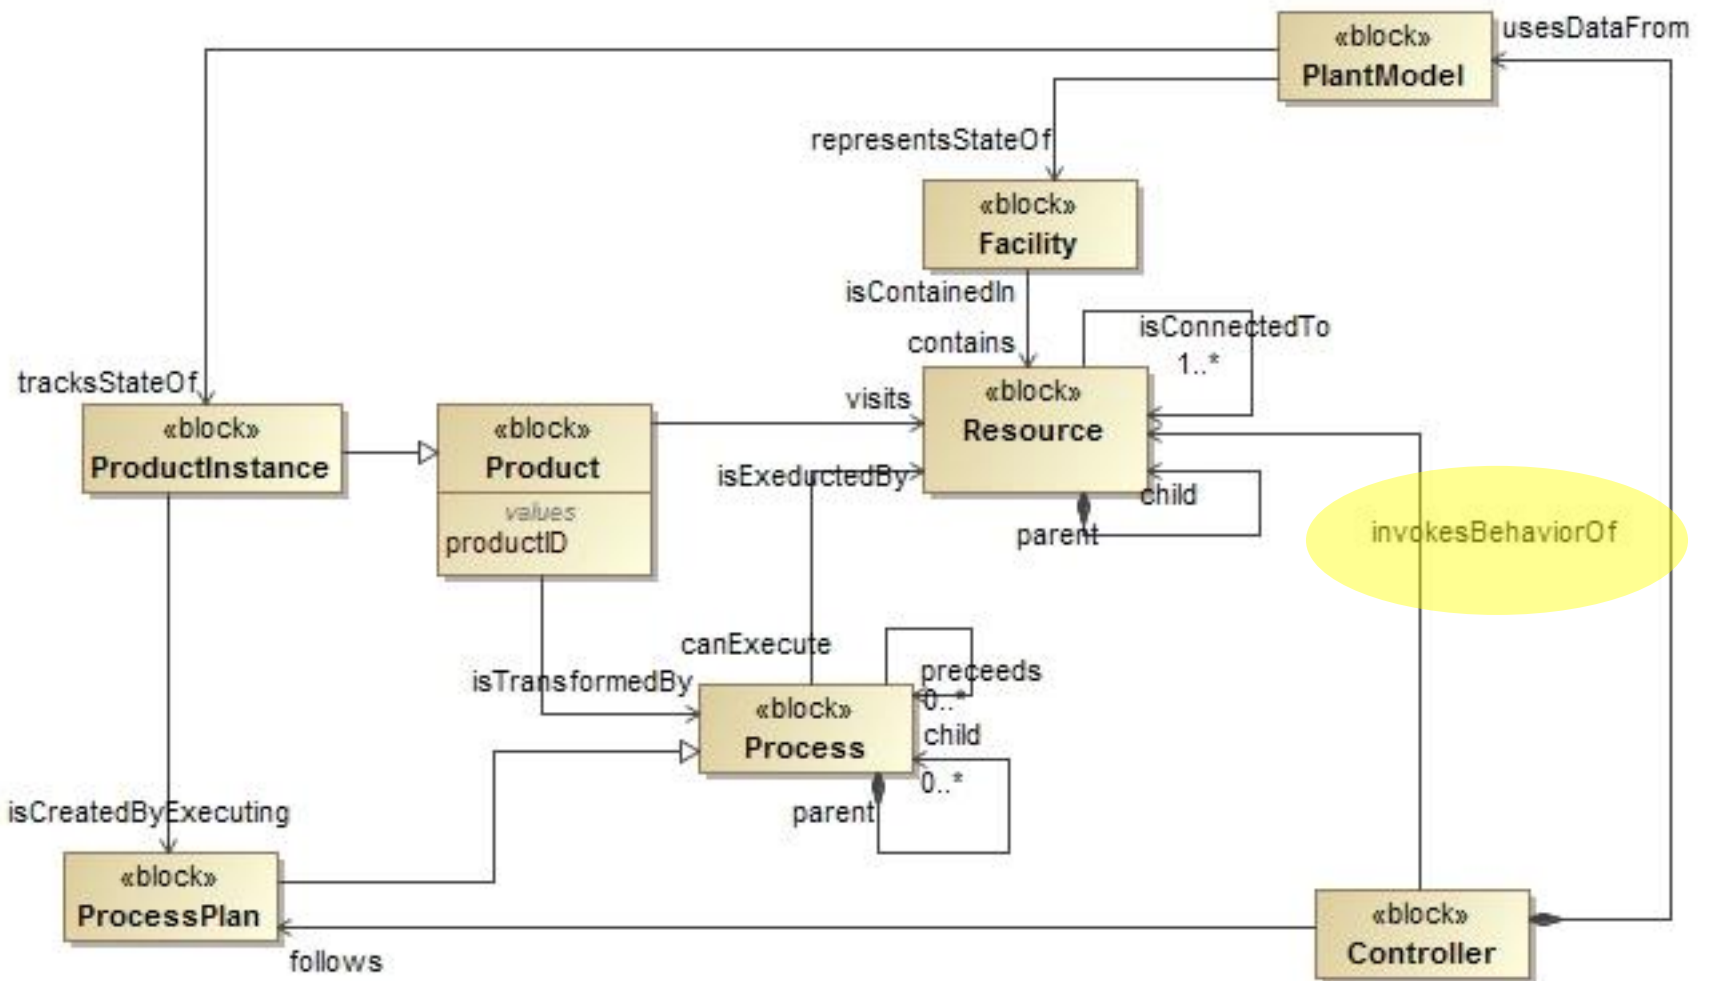 «block»
PlantModel
usesDataFrom
representsStateOf
«block»
Facility
isContainedIn
contains
isConnectedTo
1..*
tracksStateOf
«block»
ProductInstance
«block»
Product
values
productID
visits
«block»
Resource
isExeductedBy
child
parent
invokesBehaviorOf
canExecute
isTransformedBy
preceeds
0..*
«block»
Process
child
0..*
parent
isCreatedByExecuting
«block»
ProcessPlan
follows
«block»
Controller